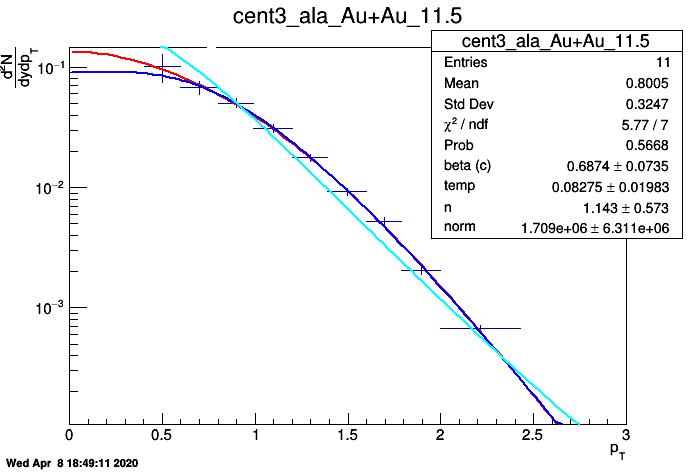 cent3_ala_Au+Au_11.5
cent3_ala_Au+Au_11.5
Entries 11
Mean 0.8005
Std Dev 0.3247
χ² / ndf 5.77 / 7
Prob 0.5668
beta (c) 0.6874 ± 0.0735
temp 0.08275 ± 0.01983
n 1.143 ± 0.573
norm 1.709e+06 ± 6.311e+06
d²N
dydp_T
10⁻¹
10⁻²
10⁻³
0 0.5 1 1.5 2 2.5 3
p_T
Wed Apr 8 18:49:11 2020